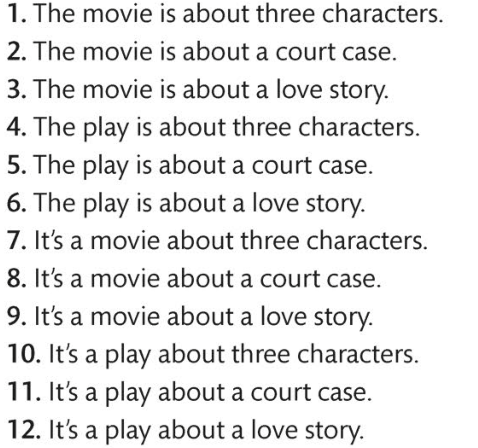 1. The movie is about three characters.
2. The movie is about a court case.
3. The movie is about a love story.
4. The play is about three characters.
5. The play is about a court case.
6. The play is about a love story.
7. It's a movie about three characters.
8. It's a movie about a court case.
9. It's a movie about a love story.
10. It's a play about three characters.
11. It's a play about a court case.
12. It's a play about a love story.